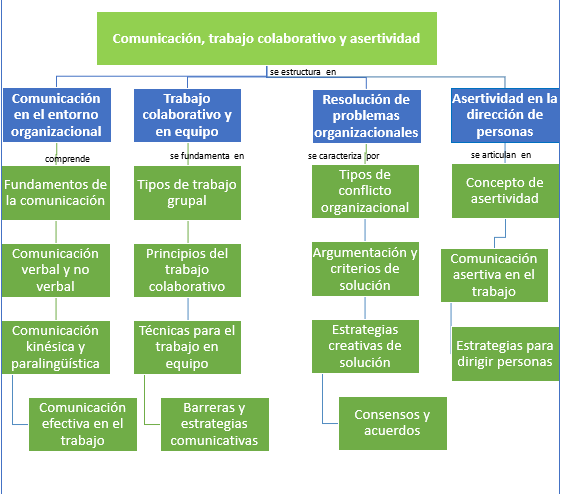 Comunicación, trabajo colaborativo y asertividad
se estructura en
Comunicación
en el entorno
organizacional
Trabajo
colaborativo y
en equipo
Resolución de
problemas
organizacionales
Asertividad en la
dirección de
personas
comprende
se fundamenta en
se caracteriza por
se articulan en
Fundamentos de
la comunicación
Tipos de trabajo
grupal
Tipos de
conflicto
organizacional
Concepto de
asertividad
Comunicación
verbal y no
verbal
Principios del
trabajo
colaborativo
Argumentación y
criterios de
solución
Comunicación
asertiva en el
trabajo
Comunicación
kinésica y
paralingüística
Técnicas para el
trabajo en
equipo
Estrategias
creativas de
solución
Estrategias para
dirigir personas
Comunicación
efectiva en el
trabajo
Barreras y
estrategias
comunicativas
Consensos y
acuerdos